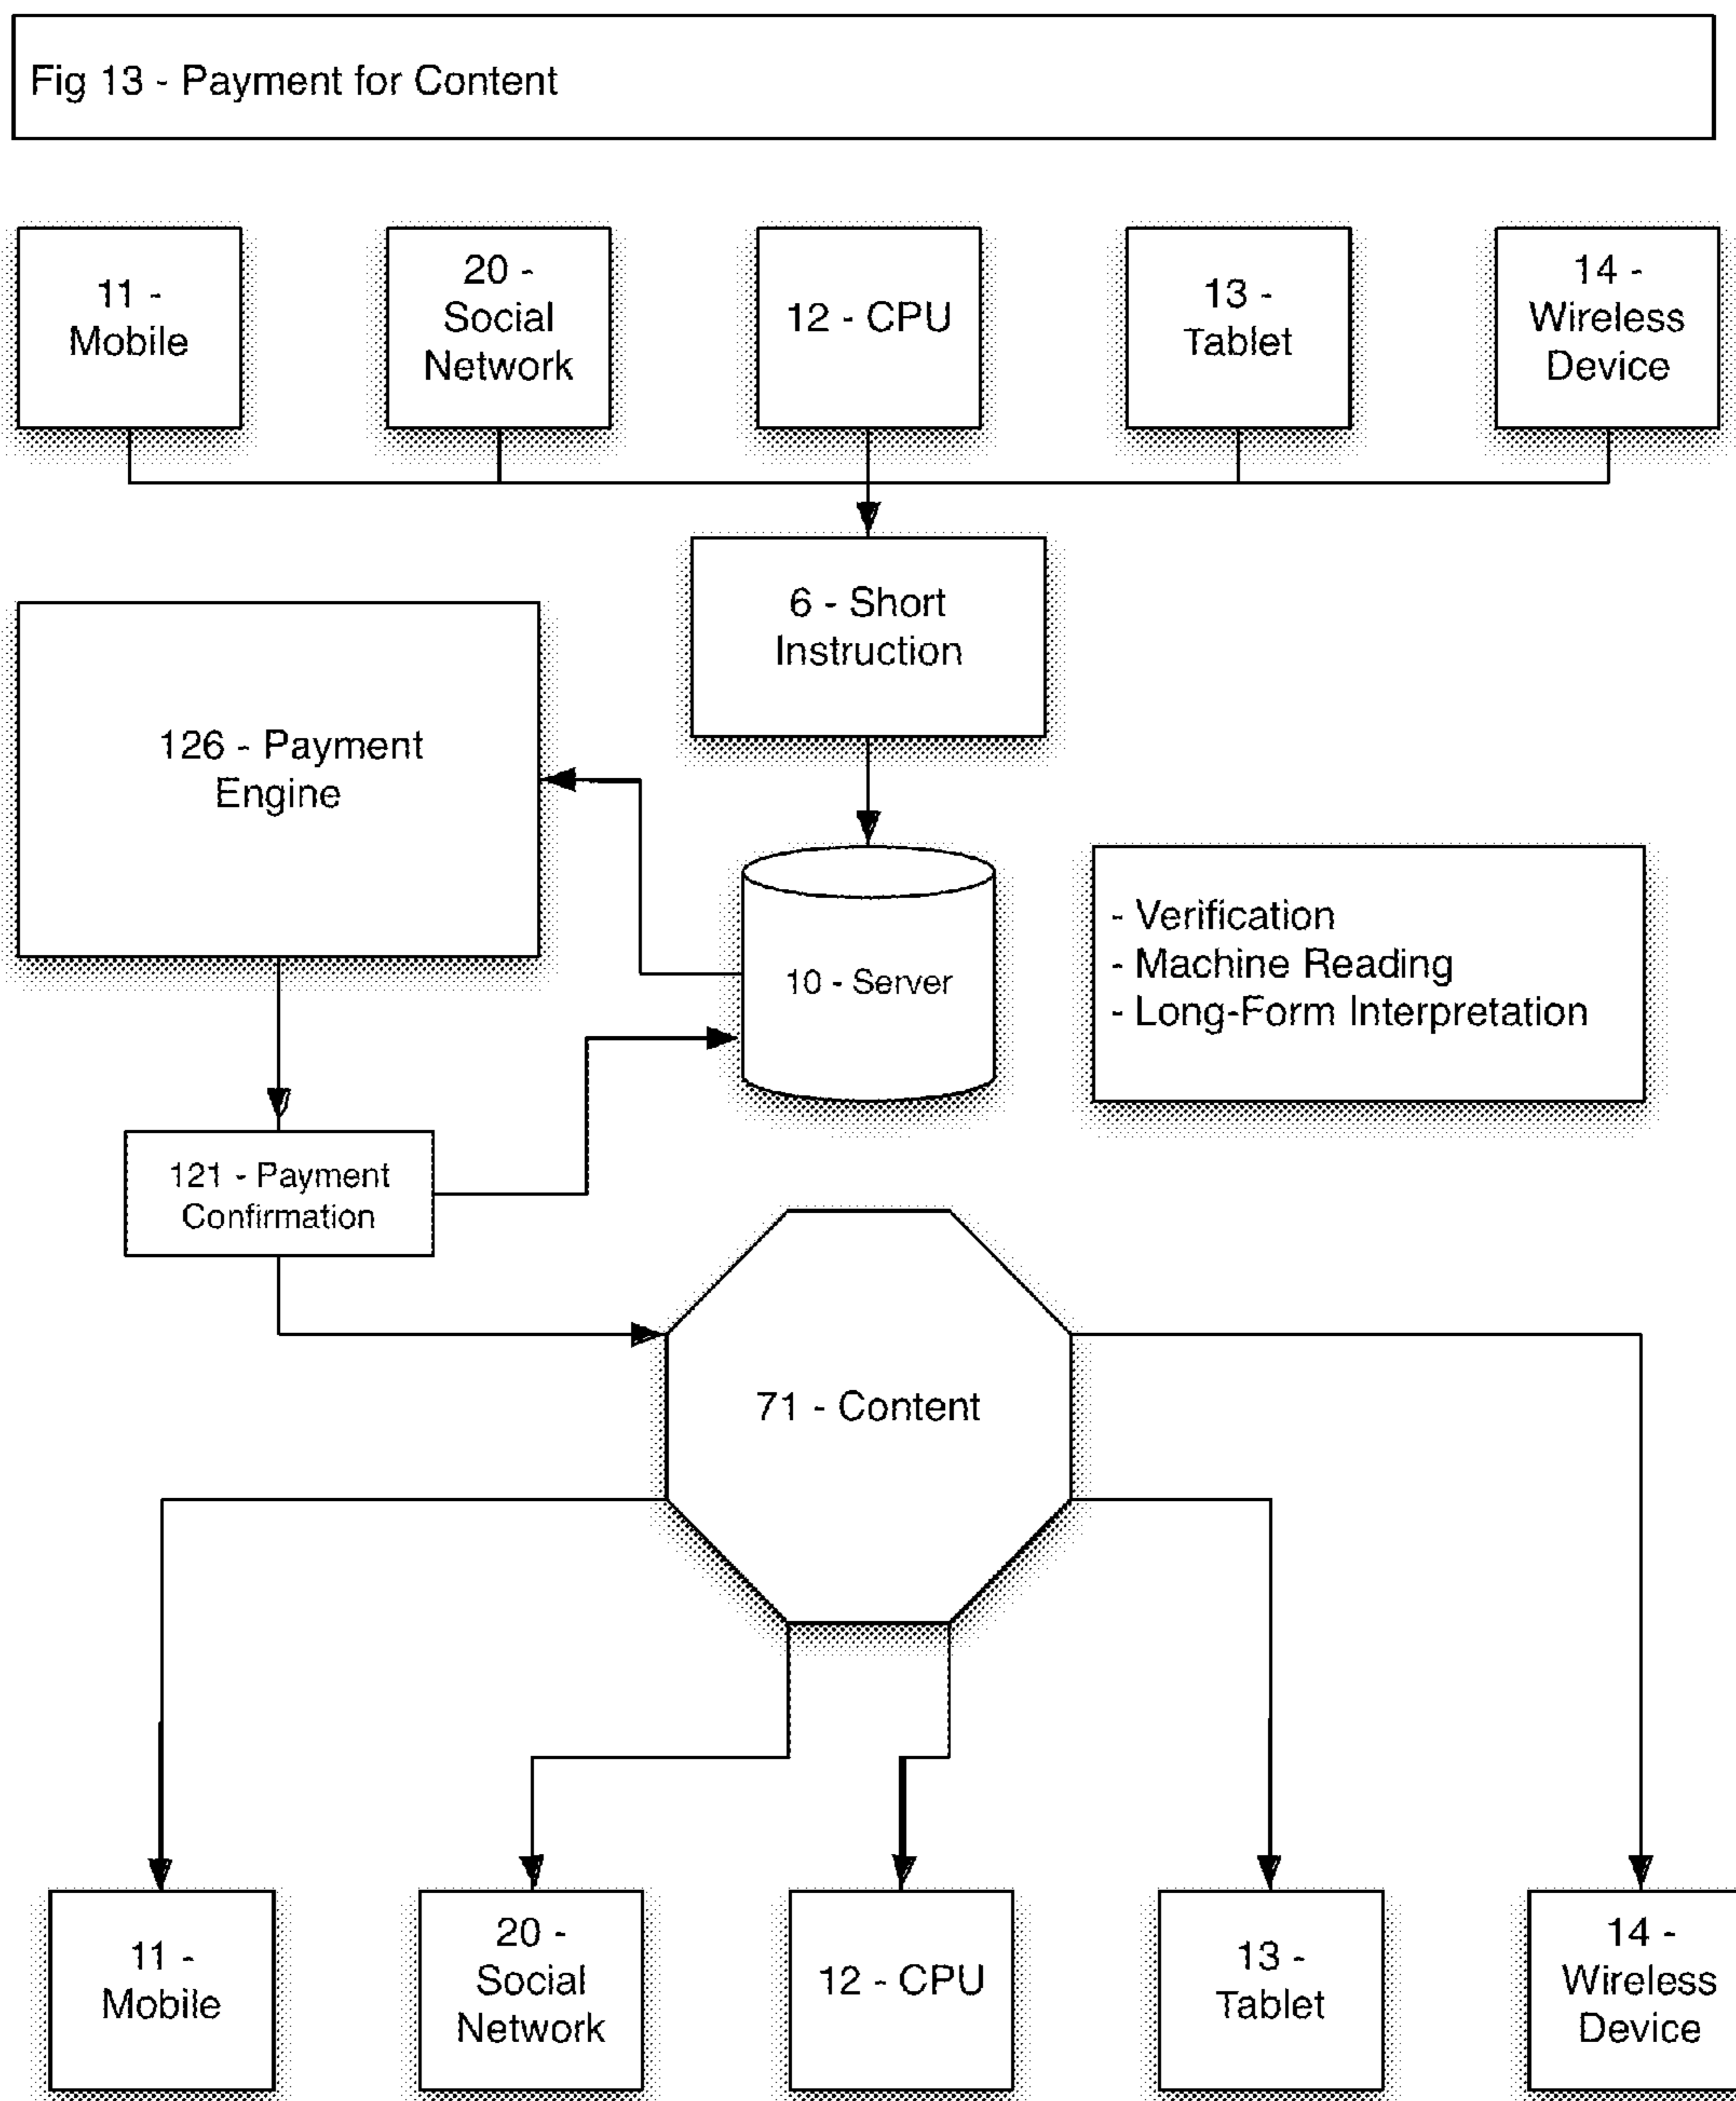 Fig 13 - Payment for Content
11 -
Mobile
20 -
Social
Network
12 - CPU
13 -
Tablet
14 -
Wireless
Device
6 - Short
Instruction
126 - Payment
Engine
10 - Server
- Verification
- Machine Reading
- Long-Form Interpretation
121 - Payment
Confirmation
71 - Content
11 -
Mobile
20 -
Social
Network
12 - CPU
13 -
Tablet
14 -
Wireless
Device